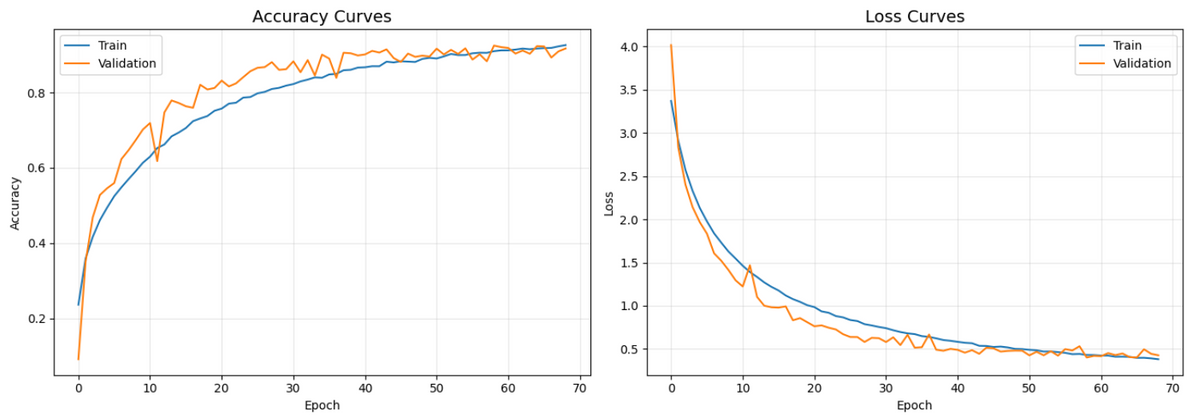 Accuracy Curves
Train
Validation
0.8
0.6
0.4
0.2
Accuracy
0 10 20 30 40 50 60 70
Epoch
Loss Curves
Train
Validation
4.0
3.5
3.0
2.5
2.0
1.5
1.0
0.5
Loss
0 10 20 30 40 50 60 70
Epoch